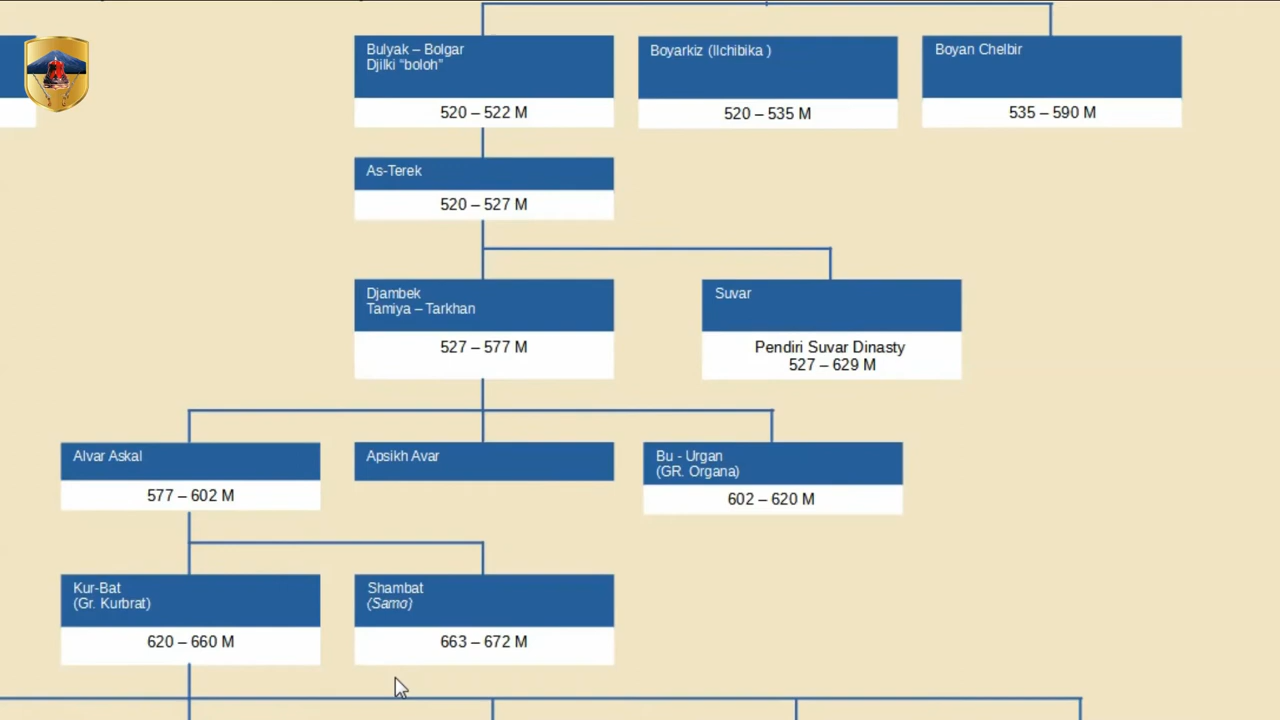 Bulyak – Bolgar
Djilki “boloh”
520 – 522 M
Boyarkiz (Ilchibika )
520 – 535 M
Boyan Chelbir
535 – 590 M
As-Terek
520 – 527 M
Djambek
Tamiya – Tarkhan
527 – 577 M
Suvar
Pendiri Suvar Dinasty
527 – 629 M
Alvar Askal
577 – 602 M
Apsikh Avar
Bu - Urgan
(GR. Organa)
602 – 620 M
Kur-Bat
(Gr. Kurbrat)
620 – 660 M
Shambat
(Samo)
663 – 672 M